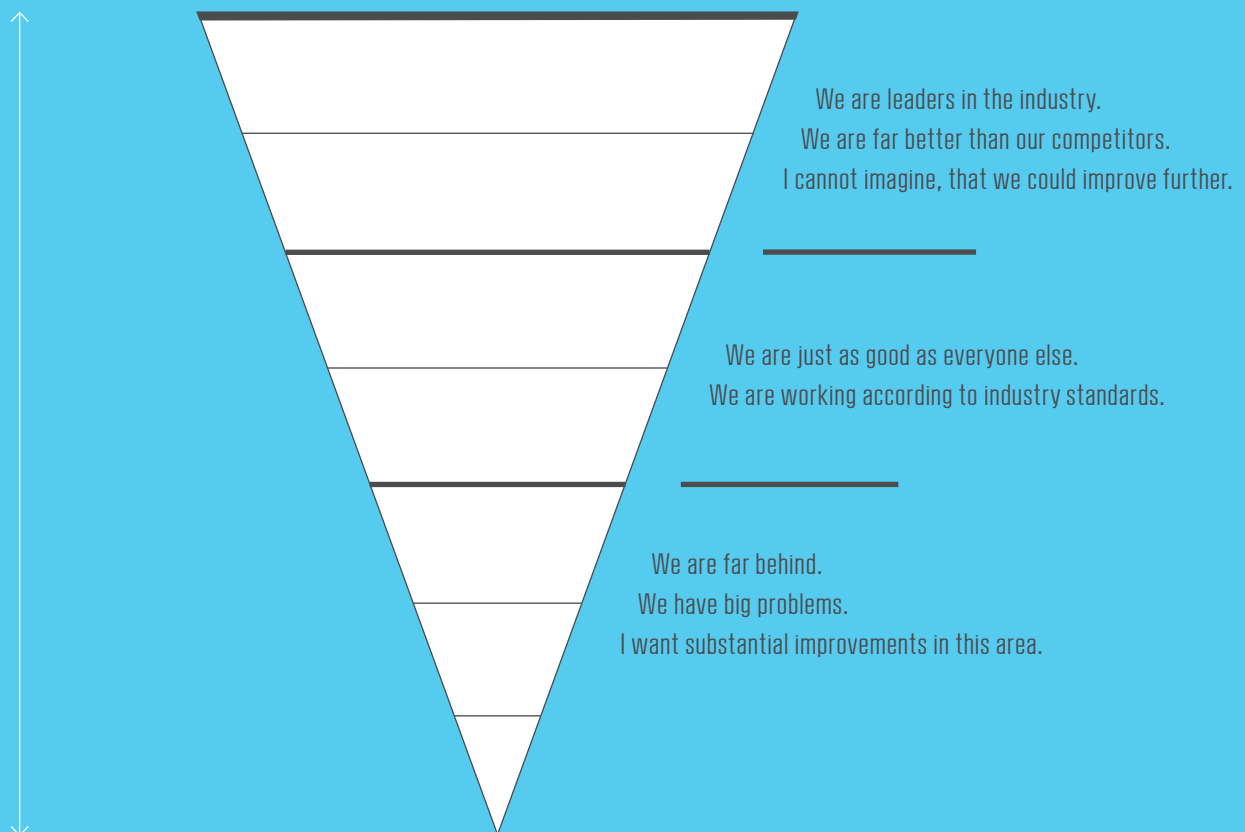 We are leaders in the industry.
We are far better than our competitors.
I cannot imagine, that we could improve further.
We are just as good as everyone else.
We are working according to industry standards.
We are far behind.
We have big problems.
I want substantial improvements in this area.